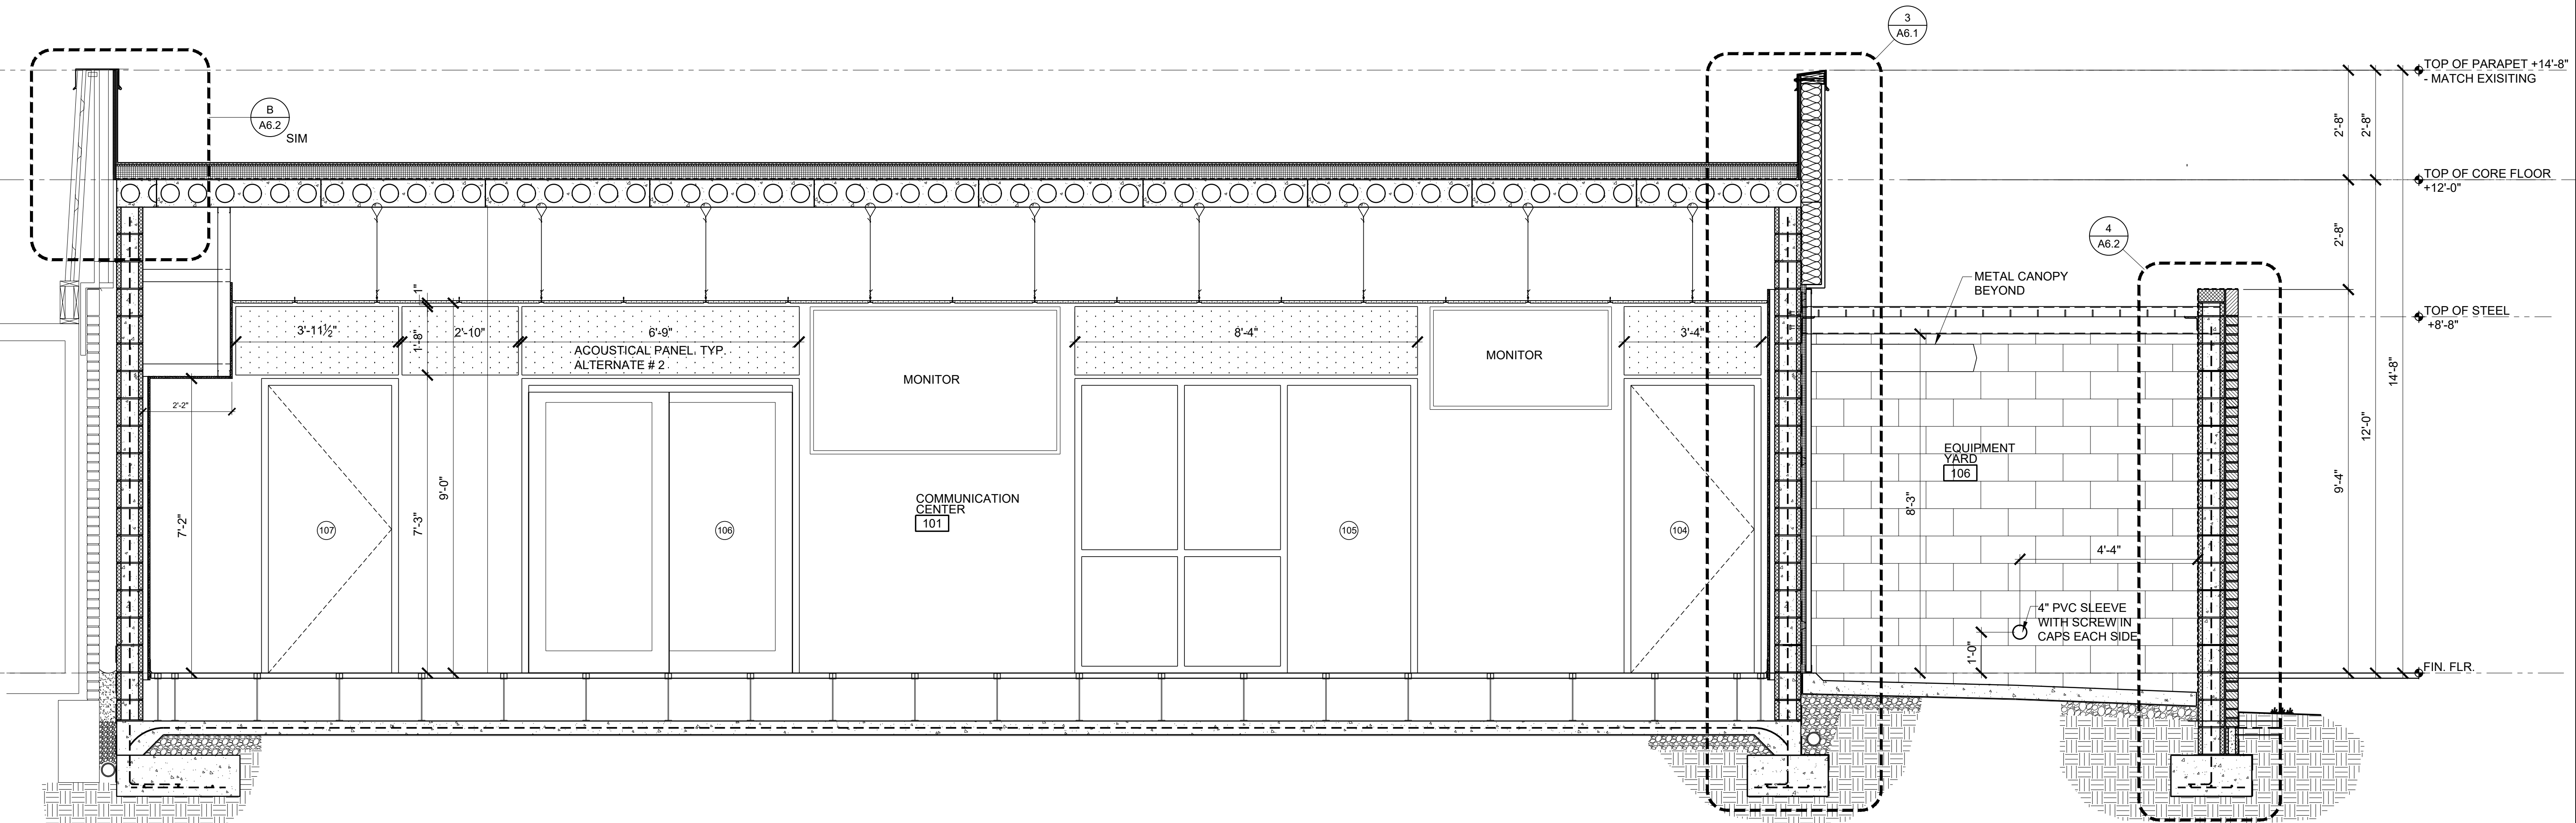 3
A6.1
TOP OF PARAPET +14'-8"
- MATCH EXISITING
B
A6.2
SIM
2'-8"
2'-8"
TOP OF CORE FLOOR
+12'-0"
4
A6.2
2'-8"
METAL CANOPY
BEYOND
1"
TOP OF STEEL
+8'-8"
3'-11½"
1'-8"
2'-10"
6'-9"
8'-4"
3'-4"
ACOUSTICAL PANEL, TYP.
ALTERNATE # 2
MONITOR
MONITOR
14'-8"
2'-2"
12'-0"
EQUIPMENT
YARD
106
9'-0"
9'-4"
COMMUNICATION
CENTER
101
8'-3"
7'-2"
7'-3"
107
106
105
104
4'-4"
4" PVC SLEEVE
WITH SCREW IN
CAPS EACH SIDE
1'-0"
FIN. FLR.